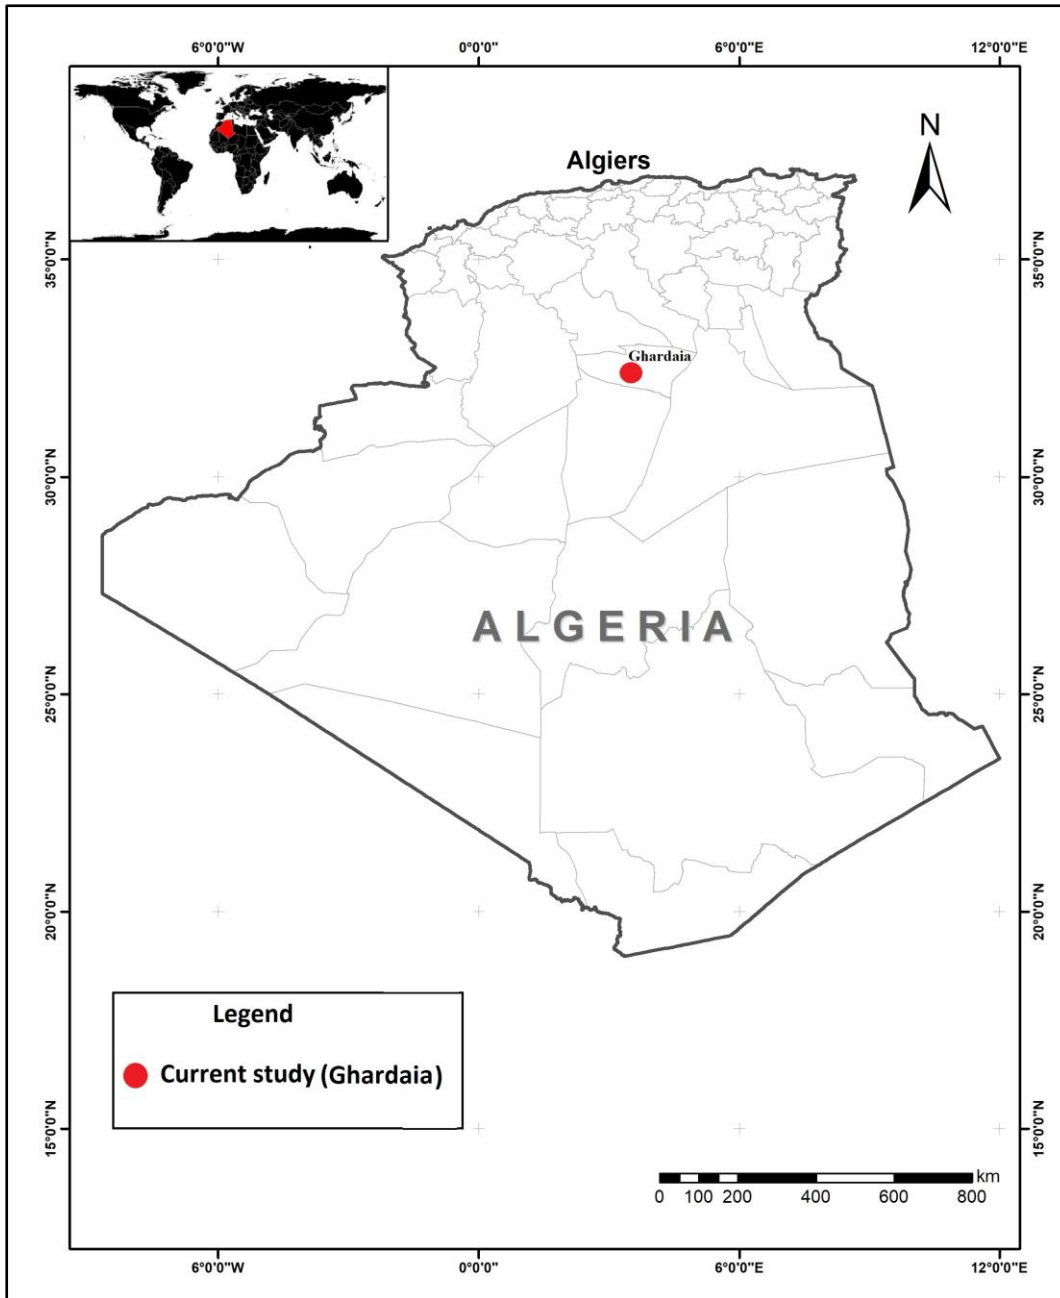 6°0'0"W 0°0'0" 6°0'0"E 12°0'0"E
N
Algiers
35°0'0"N 35°0'0"N
Ghardaia
30°0'0"N 30°0'0"N
ALGERIA
25°0'0"N 25°0'0"N
20°0'0"N 20°0'0"N
Legend
Current study (Ghardaia)
15°0'0"N 15°0'0"N
km
0 100 200 400 600 800
6°0'0"W 0°0'0" 6°0'0"E 12°0'0"E